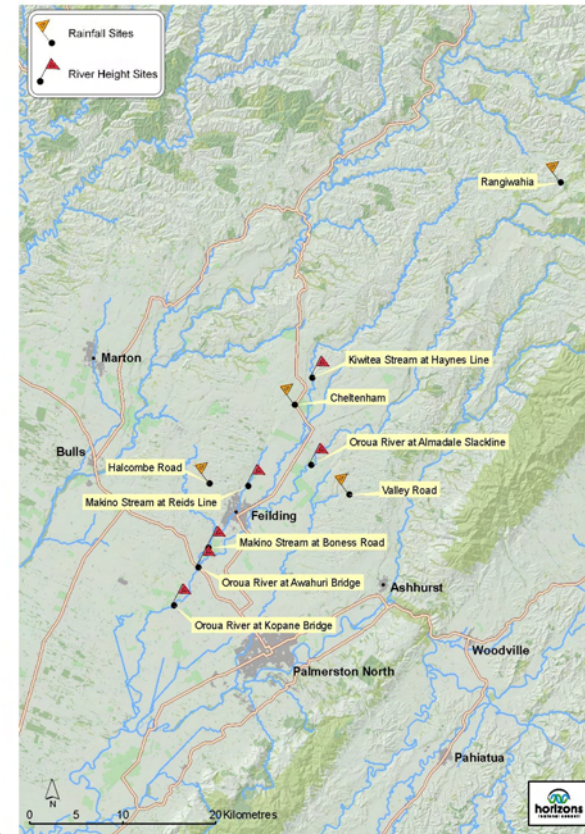 Rainfall Sites
River Height Sites
Rangiwahia
Kiwitea Stream at Haynes Line
Marton
Cheltenham
Oroua River at Almadale Slackline
Bulls
Halcombe Road
Valley Road
Makino Stream at Reids Line
Feilding
Makino Stream at Boness Road
Oroua River at Awahuri Bridge
Ashhurst
Oroua River at Kopane Bridge
Woodville
Palmerston North
Pahiatua
N
0 5 10 20 Kilometres
horizons
regional council